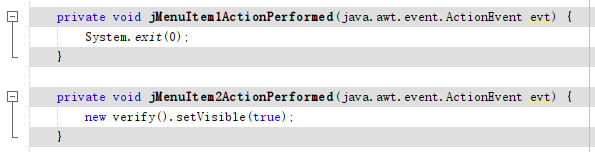 private void jMenuItem1ActionPerformed(java.awt.event.ActionEvent evt) {
System.exit(0);
}
private void jMenuItem2ActionPerformed(java.awt.event.ActionEvent evt) {
new verify().setVisible(true);
}